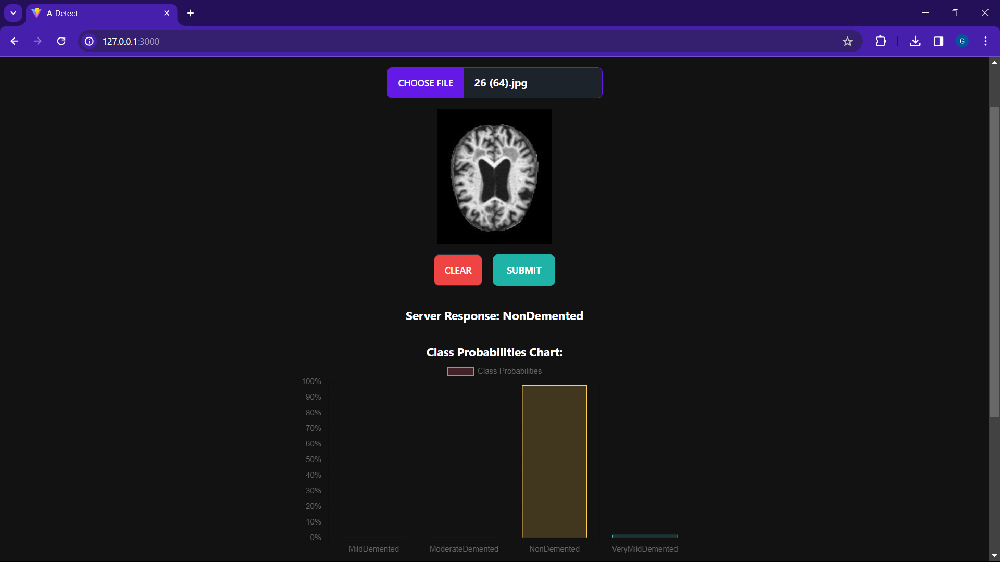 A-Detect
127.0.0.1:3000
G
CHOOSE FILE 26 (64).jpg
CLEAR SUBMIT
Server Response: NonDemented
Class Probabilities Chart:
Class Probabilities
100%
90%
80%
70%
60%
50%
40%
30%
20%
10%
0%
MildDemented ModerateDemented NonDemented VeryMildDemented